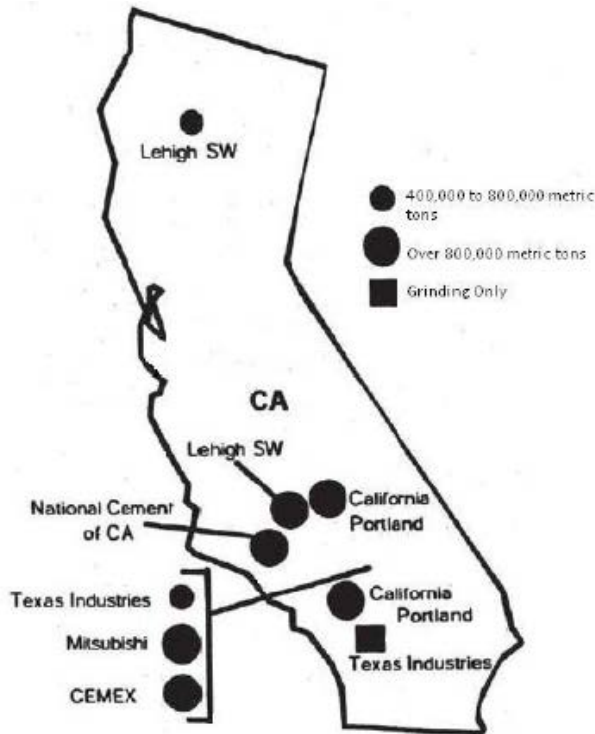 Lehigh SW
400,000 to 800,000 metric
tons
Over 800,000 metric tons
Grinding Only
CA
Lehigh SW
California
Portland
National Cement
of CA
Texas Industries
Mitsubishi
CEMEX
California
Portland
Texas Industries